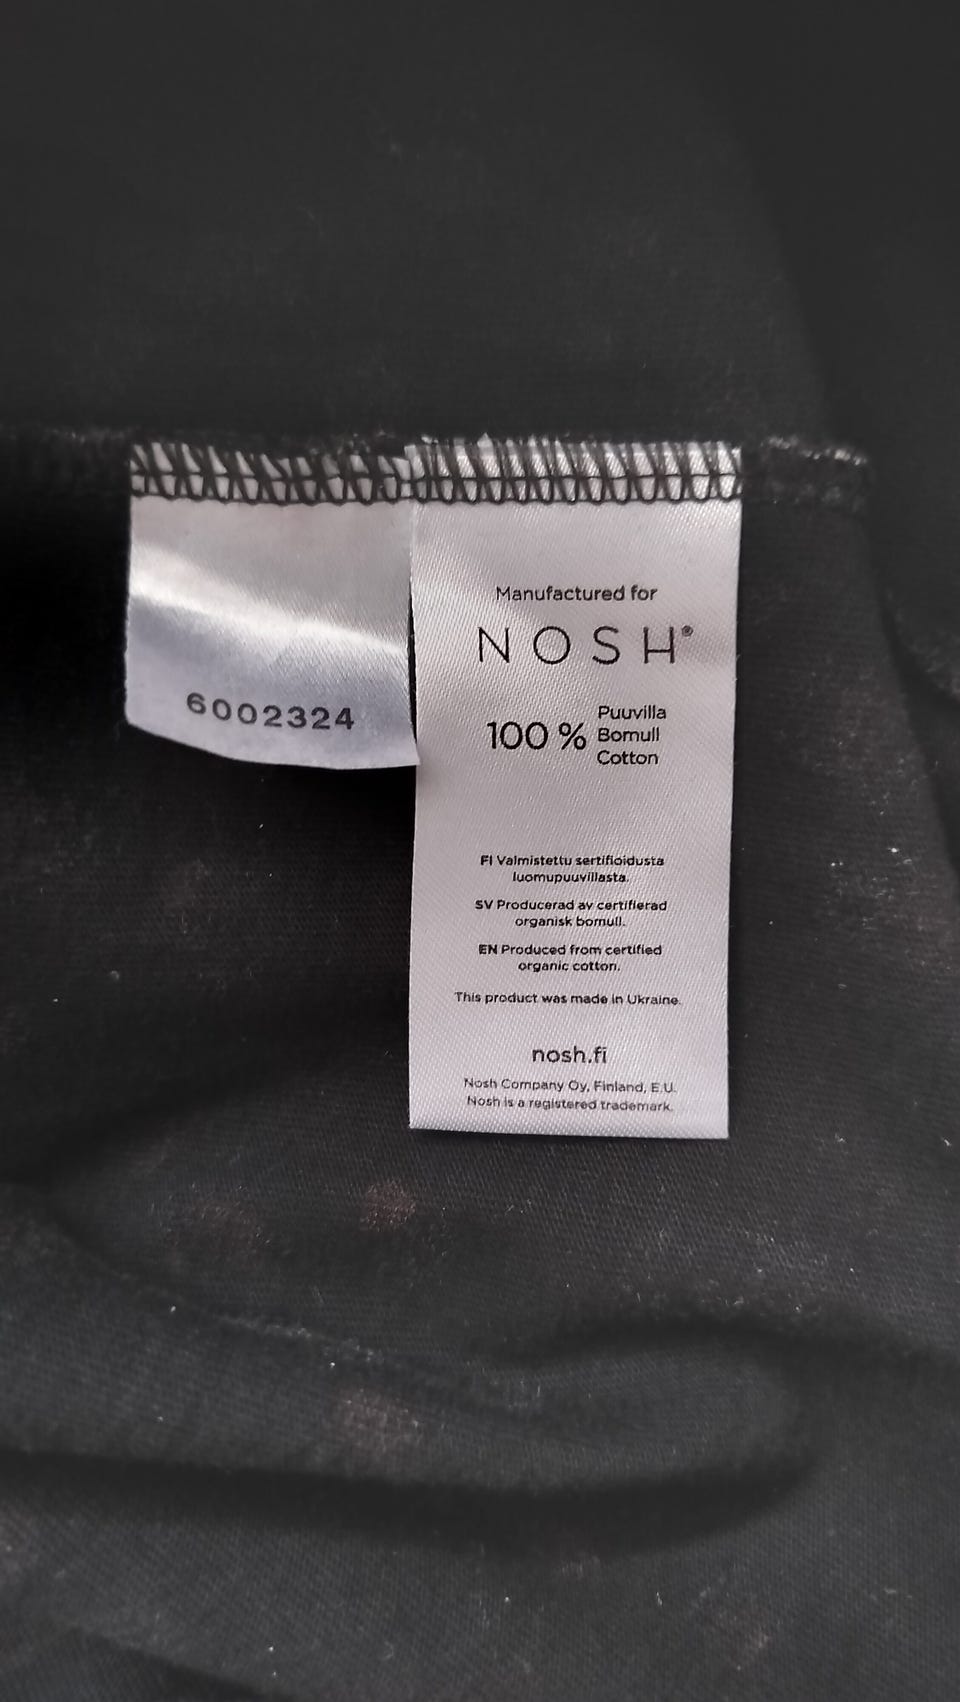 6002324
Manufactured for
NOSH®
100 % Puuvilla
Bomull
Cotton
FI Valmistettu sertifioidusta
luomupuuvillasta.
SV Producerad av certifierad
organisk bomull.
EN Produced from certified
organic cotton.
This product was made in Ukraine.
nosh.fi
Nosh Company Oy, Finland, E.U.
Nosh is a registered trademark.